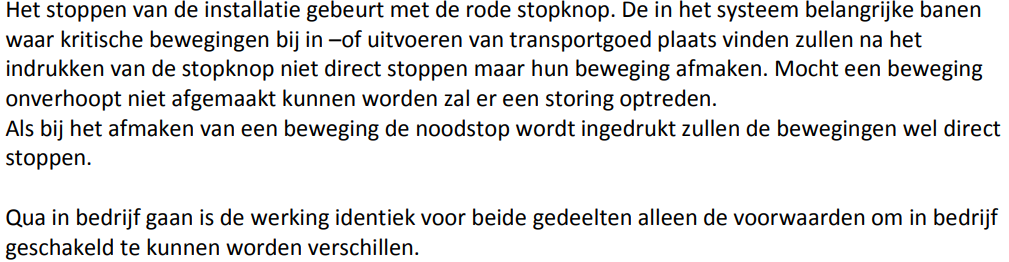 Het stoppen van de installatie gebeurt met de rode stopknop. De in het systeem belangrijke banen
waar kritische bewegingen bij in –of uitvoeren van transportgoed plaats vinden zullen na het
indrukken van de stopknop niet direct stoppen maar hun beweging afmaken. Mocht een beweging
onverhoopt niet afgemaakt kunnen worden zal er een storing optreden.
Als bij het afmaken van een beweging de noodstop wordt ingedrukt zullen de bewegingen wel direct
stoppen.
Qua in bedrijf gaan is de werking identiek voor beide gedeelten alleen de voorwaarden om in bedrijf
geschakeld te kunnen worden verschillen.